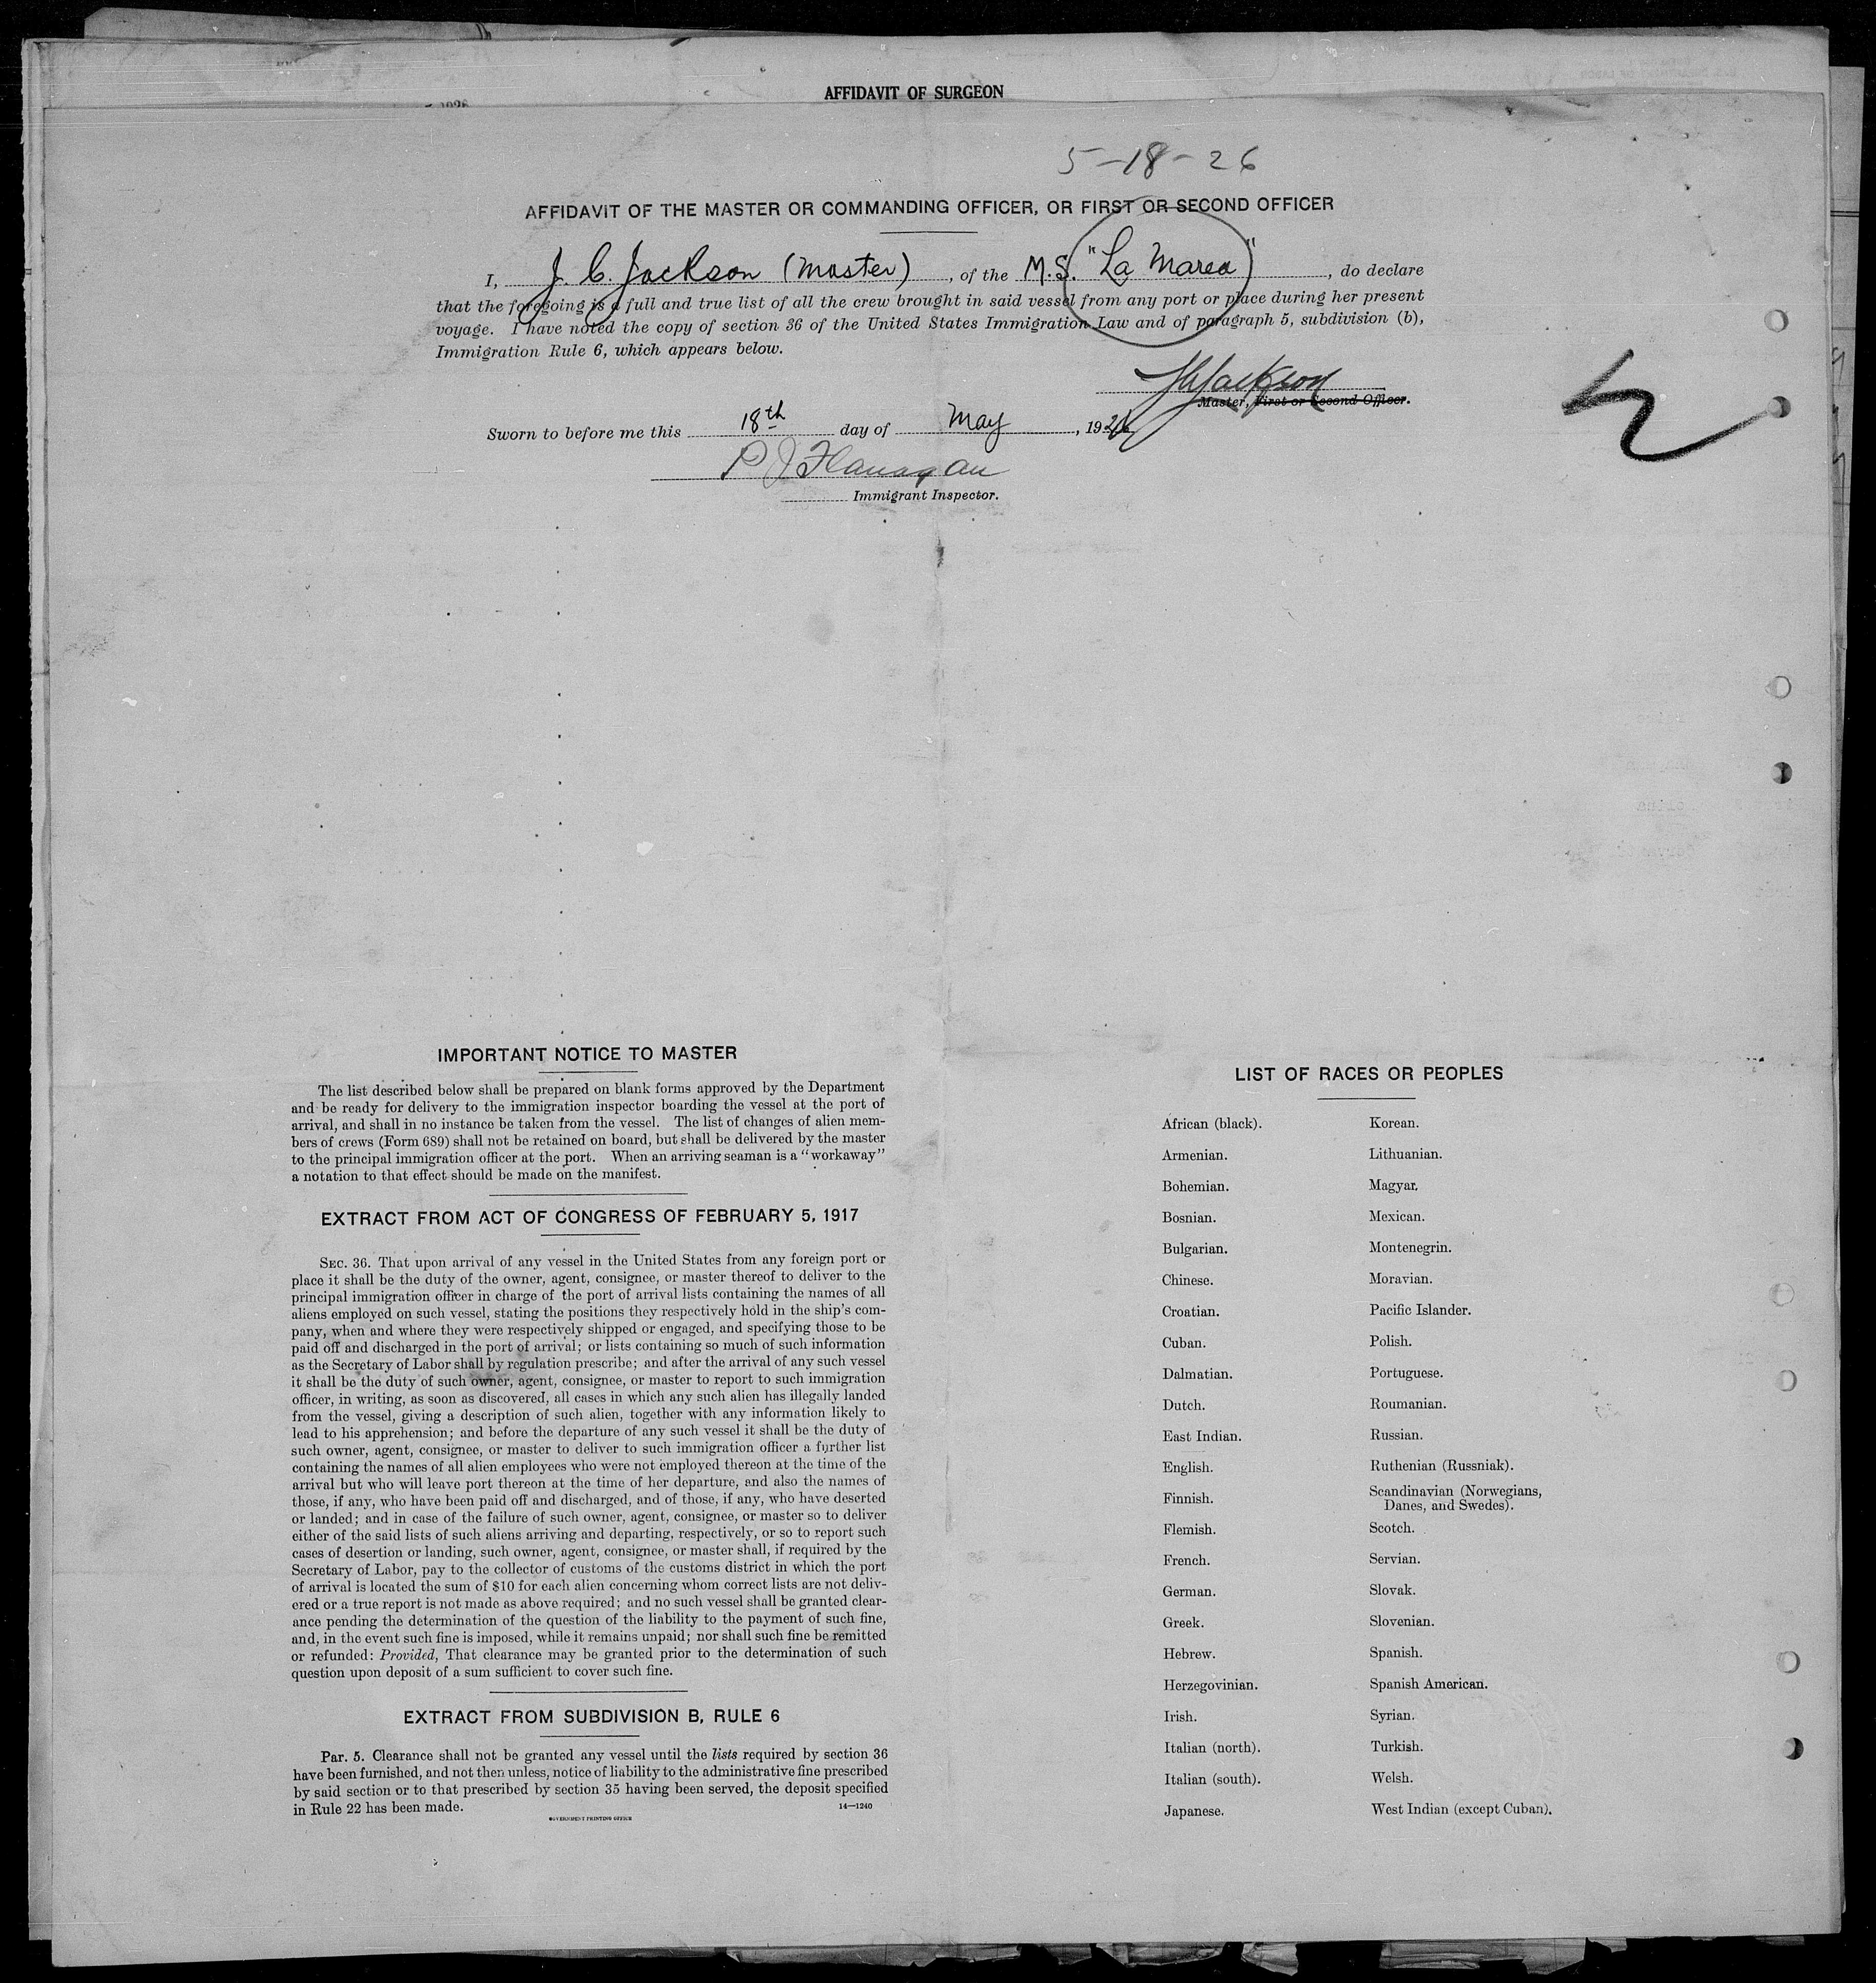 AFFIDAVIT OF SURGEON
5-18-26
AFFIDAVIT OF THE MASTER OR COMMANDING OFFICER, OR FIRST OR SECOND OFFICER
I, J. C. Jackson (Master), of the M.S. "La Marea", do declare
that the foregoing is a full and true list of all the crew brought in said vessel from any port or place during her present
voyage. I have noted the copy of section 36 of the United States Immigration Law and of paragraph 5, subdivision (b),
Immigration Rule 6, which appears below.
Jackson
Master, First or Second Officer.
Sworn to before me this 18th day of May, 1926
P J Flanagan
Immigrant Inspector.
IMPORTANT NOTICE TO MASTER
The list described below shall be prepared on blank forms approved by the Department
and be ready for delivery to the immigration inspector boarding the vessel at the port of
arrival, and shall in no instance be taken from the vessel. The list of changes of alien mem-
bers of crews (Form 689) shall not be retained on board, but shall be delivered by the master
to the principal immigration officer at the port. When an arriving seaman is a "workaway"
a notation to that effect should be made on the manifest.
EXTRACT FROM ACT OF CONGRESS OF FEBRUARY 5, 1917
SEC. 36. That upon arrival of any vessel in the United States from any foreign port or
place it shall be the duty of the owner, agent, consignee, or master thereof to deliver to the
principal immigration officer in charge of the port of arrival lists containing the names of all
aliens employed on such vessel, stating the positions they respectively hold in the ship's com-
pany, when and where they were respectively shipped or engaged, and specifying those to be
paid off and discharged in the port of arrival; or lists containing so much of such information
as the Secretary of Labor shall by regulation prescribe; and after the arrival of any such vessel
it shall be the duty of such owner, agent, consignee, or master to report to such immigration
officer, in writing, as soon as discovered, all cases in which any such alien has illegally landed
from the vessel, giving a description of such alien, together with any information likely to
lead to his apprehension; and before the departure of any such vessel it shall be the duty of
such owner, agent, consignee, or master to deliver to such immigration officer a further list
containing the names of all alien employees who were not employed thereon at the time of the
arrival but who will leave port thereon at the time of her departure, and also the names of
those, if any, who have been paid off and discharged, and of those, if any, who have deserted
or landed; and in case of the failure of such owner, agent, consignee, or master so to deliver
either of the said lists of such aliens arriving and departing, respectively, or so to report such
cases of desertion or landing, such owner, agent, consignee, or master shall, if required by the
Secretary of Labor, pay to the collector of customs of the customs district in which the port
of arrival is located the sum of $10 for each alien concerning whom correct lists are not deliv-
ered or a true report is not made as above required; and no such vessel shall be granted clear-
ance pending the determination of the question of the liability to the payment of such fine,
and, in the event such fine is imposed, while it remains unpaid; nor shall such fine be remitted
or refunded: Provided, That clearance may be granted prior to the determination of such
question upon deposit of a sum sufficient to cover such fine.
EXTRACT FROM SUBDIVISION B, RULE 6
Par. 5. Clearance shall not be granted any vessel until the lists required by section 36
have been furnished, and not then unless, notice of liability to the administrative fine prescribed
by said section or to that prescribed by section 35 having been served, the deposit specified
in Rule 22 has been made.
14—1240
GOVERNMENT PRINTING OFFICE
LIST OF RACES OR PEOPLES
African (black).
Armenian.
Bohemian.
Bosnian.
Bulgarian.
Chinese.
Croatian.
Cuban.
Dalmatian.
Dutch.
East Indian.
English.
Finnish.
Flemish.
French.
German.
Greek.
Hebrew.
Herzegovinian.
Irish.
Italian (north).
Italian (south).
Japanese.
Korean.
Lithuanian.
Magyar.
Mexican.
Montenegrin.
Moravian.
Pacific Islander.
Polish.
Portuguese.
Roumanian.
Russian.
Ruthenian (Russniak).
Scandinavian (Norwegians,
Danes, and Swedes).
Scotch.
Servian.
Slovak.
Slovenian.
Spanish.
Spanish American.
Syrian.
Turkish.
Welsh.
West Indian (except Cuban).